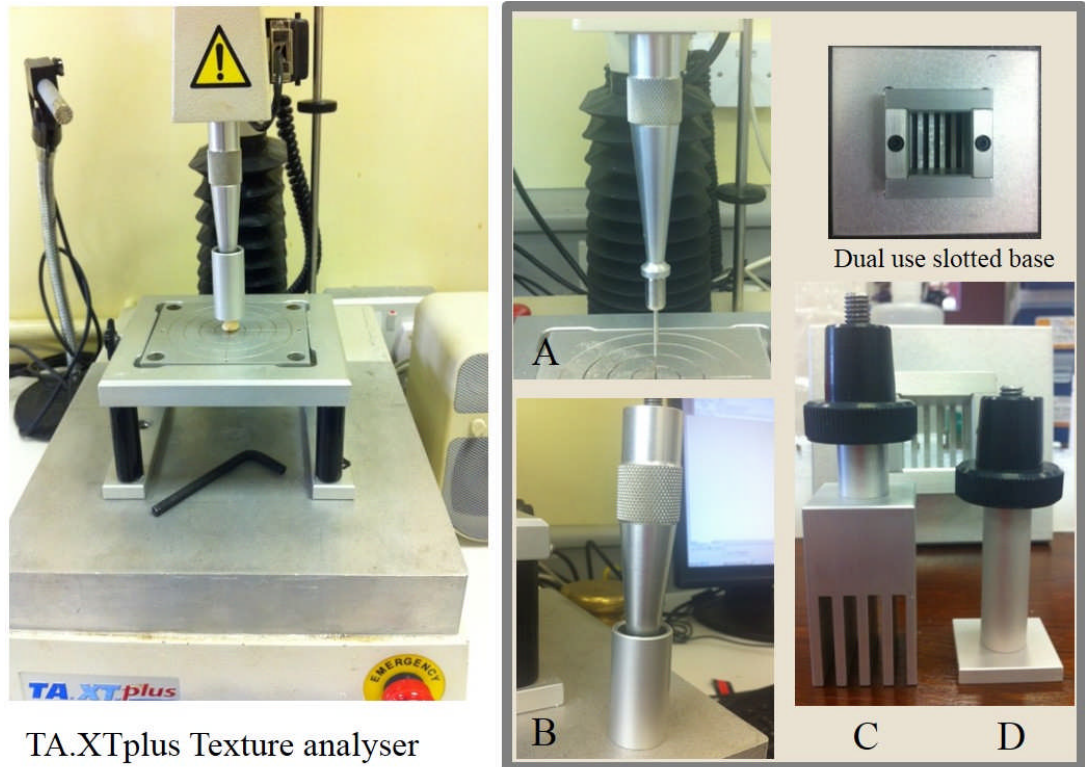 TA.XTplus
EMERGENCY
TA.XTplus Texture analyser
A
B
Dual use slotted base
C
D